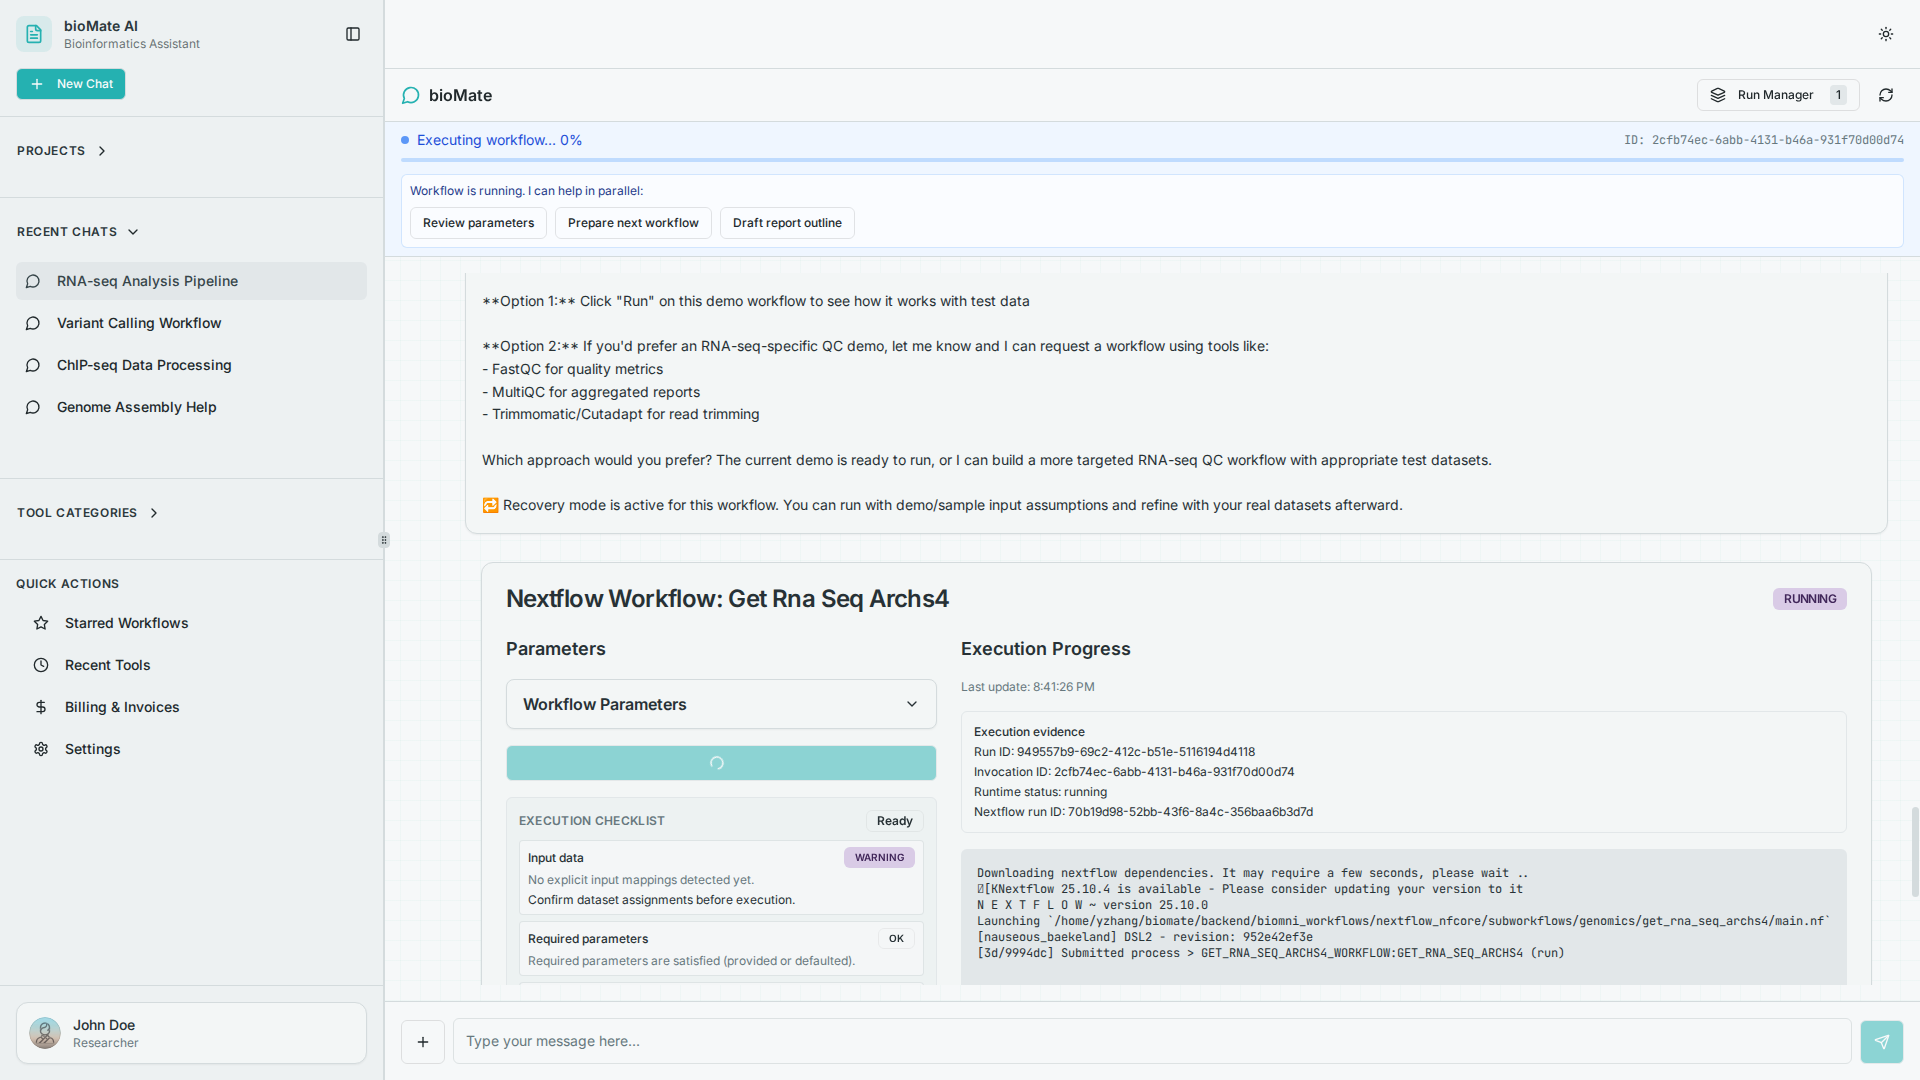 bioMate AI
Bioinformatics Assistant
New Chat
PROJECTS
RECENT CHATS
RNA-seq Analysis Pipeline
Variant Calling Workflow
ChIP-seq Data Processing
Genome Assembly Help
TOOL CATEGORIES
QUICK ACTIONS
Starred Workflows
Recent Tools
Billing & Invoices
Settings
John Doe
Researcher
bioMate
Run Manager 1
Executing workflow... 0%
ID: 2cfb74ec-6abb-4131-b46a-931f70d00d74
Workflow is running. I can help in parallel:
Review parameters
Prepare next workflow
Draft report outline
**Option 1:** Click "Run" on this demo workflow to see how it works with test data
**Option 2:** If you'd prefer an RNA-seq-specific QC demo, let me know and I can request a workflow using tools like:
- FastQC for quality metrics
- MultiQC for aggregated reports
- Trimmomatic/Cutadapt for read trimming
Which approach would you prefer? The current demo is ready to run, or I can build a more targeted RNA-seq QC workflow with appropriate test datasets.
🔁 Recovery mode is active for this workflow. You can run with demo/sample input assumptions and refine with your real datasets afterward.
Nextflow Workflow: Get Rna Seq Archs4
RUNNING
Parameters
Workflow Parameters
EXECUTION CHECKLIST
Ready
Input data
WARNING
No explicit input mappings detected yet.
Confirm dataset assignments before execution.
Required parameters
OK
Required parameters are satisfied (provided or defaulted).
Execution Progress
Last update: 8:41:26 PM
Execution evidence
Run ID: 949557b9-69c2-412c-b51e-5116194d4118
Invocation ID: 2cfb74ec-6abb-4131-b46a-931f70d00d74
Runtime status: running
Nextflow run ID: 70b19d98-52bb-43f6-8a4c-356baa6b3d7d
Downloading nextflow dependencies. It may require a few seconds, please wait ..
[KNextflow 25.10.4 is available - Please consider updating your version to it
N E X T F L O W ~ version 25.10.0
Launching `/home/yzhang/biomate/backend/biomni_workflows/nextflow_nfcore/subworkflows/genomics/get_rna_seq_archs4/main.nf`
[nauseous_baekeland] DSL2 - revision: 952e42ef3e
[3d/9994dc] Submitted process > GET_RNA_SEQ_ARCHS4_WORKFLOW:GET_RNA_SEQ_ARCHS4 (run)
Type your message here...